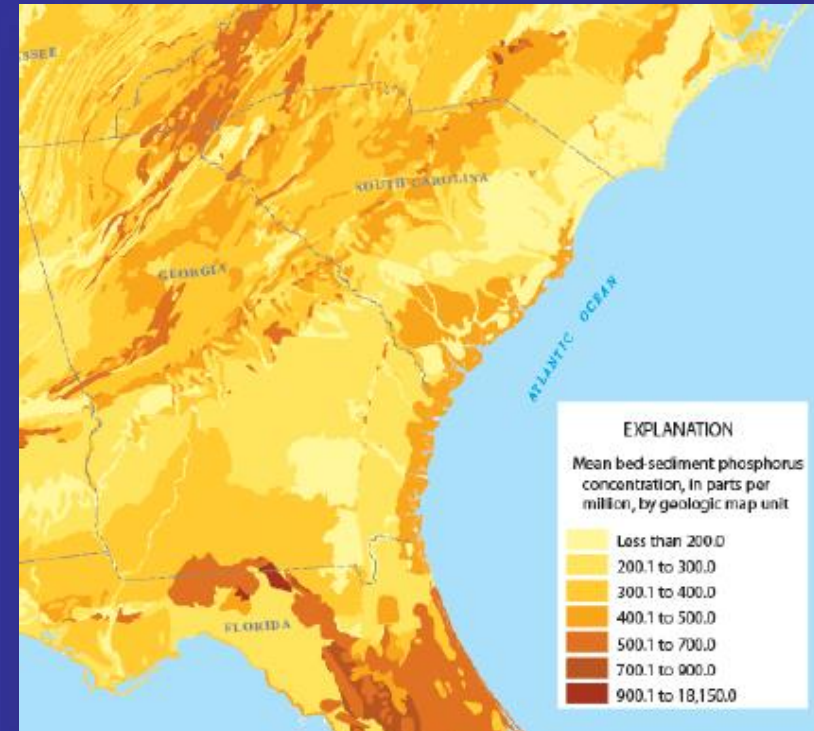 SSEE
SOUTH CAROLINA
GEORGIA
ATLANTIC OCEAN
FLORIDA
EXPLANATION
Mean bed-sediment phosphorus
concentration, in parts per
million, by geologic map unit
Less than 200.0
200.1 to 300.0
300.1 to 400.0
400.1 to 500.0
500.1 to 700.0
700.1 to 900.0
900.1 to 18,150.0